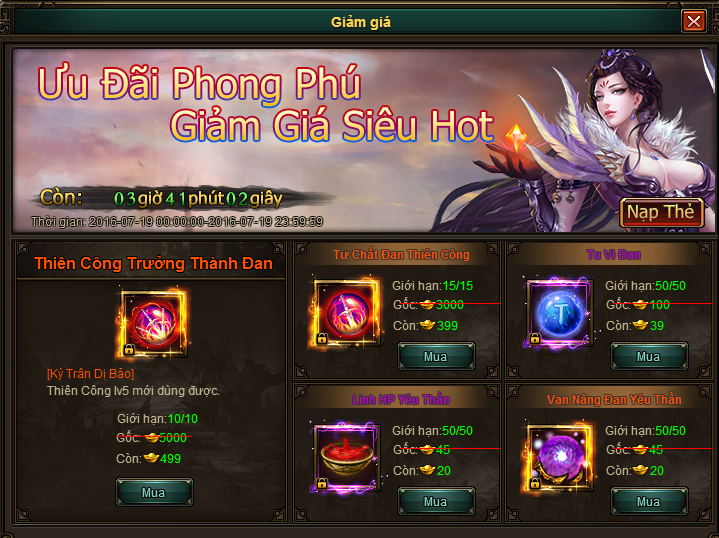 Giảm giá
Ưu Đãi Phong Phú
Giảm Giá Siêu Hot
Còn: 03giờ41phút02giây
Thời gian: 2016-07-19 00:00:00-2016-07-19 23:59:59
Nạp Thẻ
Thiên Công Trưởng Thành Đan
[Kỷ Trân Dị Bảo]
Thiên Công lv5 mới dùng được.
Giới hạn:10/10
Gốc: 5000
Còn: 499
Mua
Tư Chất Đan Thiên Công
Giới hạn:15/15
Gốc: 3000
Còn: 399
Mua
Tu Vi Đan
Giới hạn:50/50
Gốc: 100
Còn: 39
Mua
Linh HP Yêu Thần
Giới hạn:50/50
Gốc: 45
Còn: 20
Mua
Vạn Năng Đan Yêu Thần
Giới hạn:50/50
Gốc: 45
Còn: 20
Mua